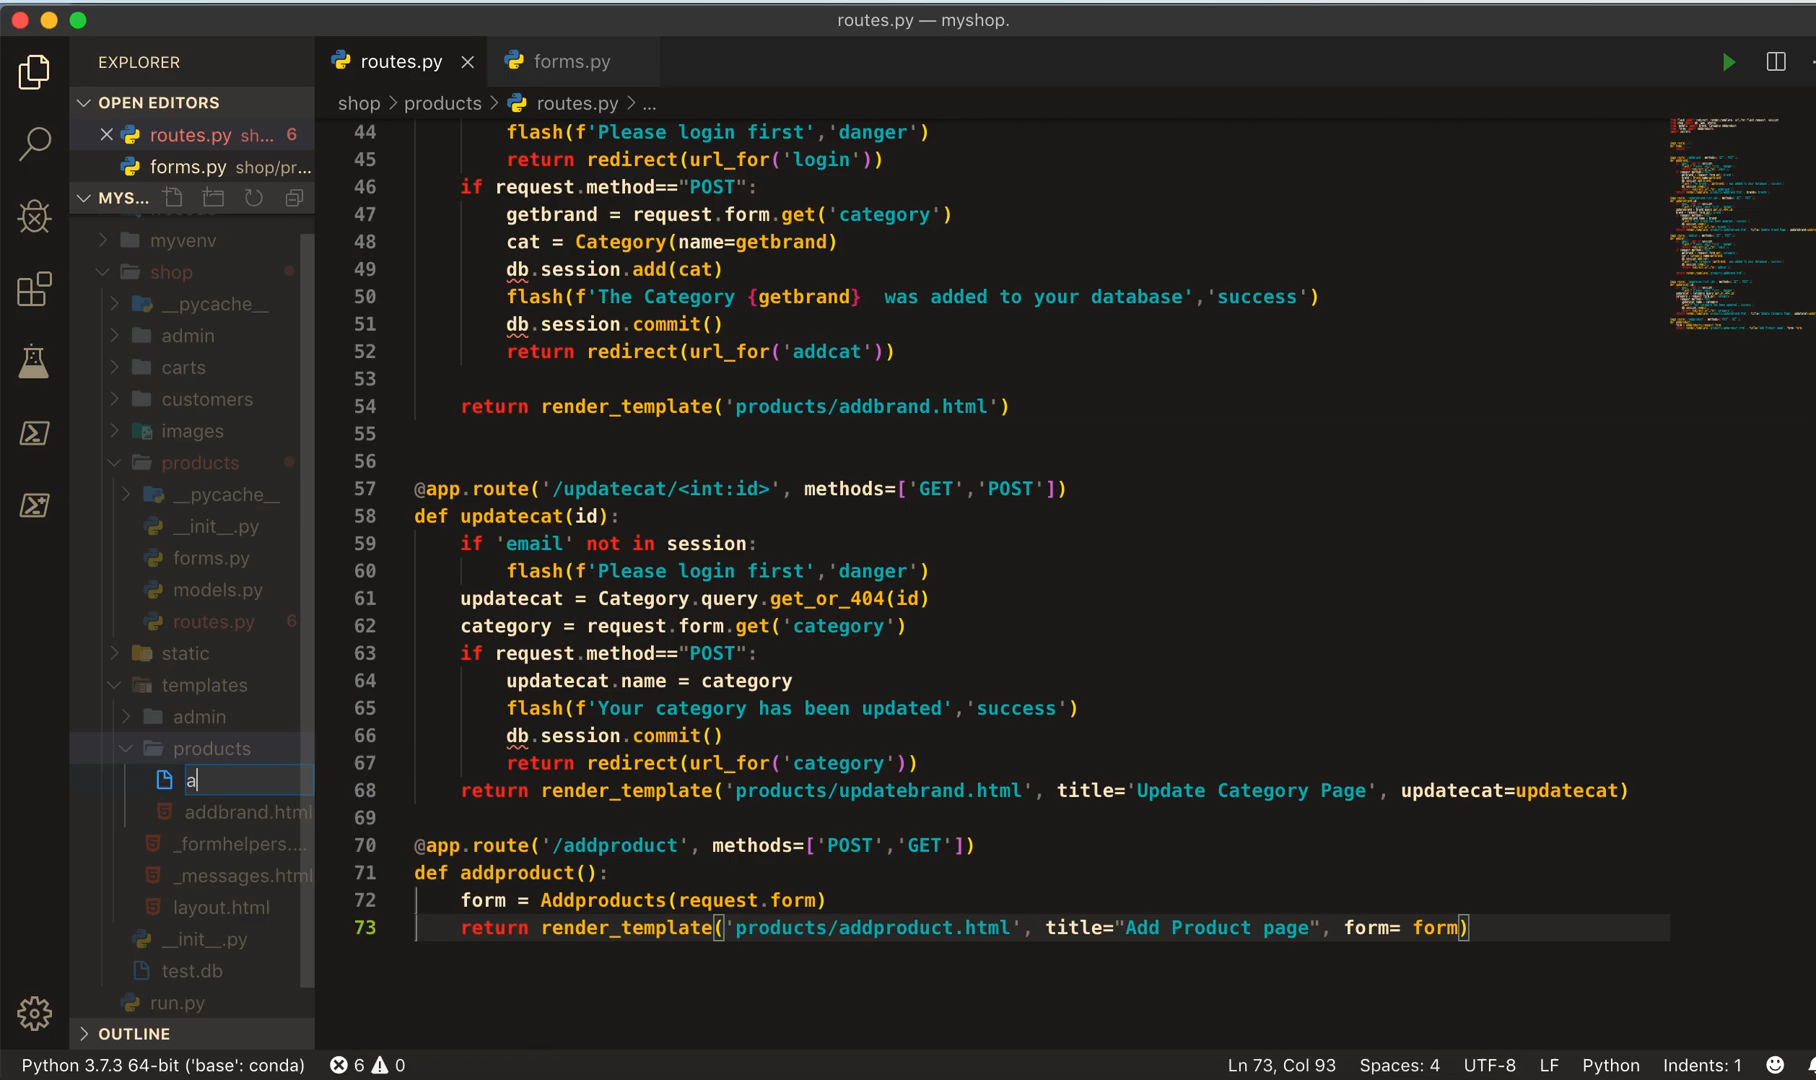 routes.py — myshop.
EXPLORER
OPEN EDITORS
routes.py sh... 6
forms.py shop/pr...
MYS...
myvenv
shop
__pycache__
admin
carts
customers
images
products
__pycache__
__init__.py
forms.py
models.py
routes.py 6
static
templates
admin
products
a
addbrand.html
_formhelpers....
_messages.html
layout.html
__init__.py
test.db
run.py
OUTLINE
routes.py
forms.py
shop > products > routes.py > ...
44 flash(f'Please login first','danger')
45 return redirect(url_for('login'))
46 if request.method=="POST":
47 getbrand = request.form.get('category')
48 cat = Category(name=getbrand)
49 db.session.add(cat)
50 flash(f'The Category {getbrand}  was added to your database','success')
51 db.session.commit()
52 return redirect(url_for('addcat'))
53
54 return render_template('products/addbrand.html')
55
56
57 @app.route('/updatecat/<int:id>', methods=['GET','POST'])
58 def updatecat(id):
59 if 'email' not in session:
60 flash(f'Please login first','danger')
61 updatecat = Category.query.get_or_404(id)
62 category = request.form.get('category')
63 if request.method=="POST":
64 updatecat.name = category
65 flash(f'Your category has been updated','success')
66 db.session.commit()
67 return redirect(url_for('category'))
68 return render_template('products/updatebrand.html', title='Update Category Page', updatecat=updatecat)
69
70 @app.route('/addproduct', methods=['POST','GET'])
71 def addproduct():
72 form = Addproducts(request.form)
73 return render_template('products/addproduct.html', title="Add Product page", form= form)
Python 3.7.3 64-bit ('base': conda) 6 0 Ln 73, Col 93 Spaces: 4 UTF-8 LF Python Indents: 1